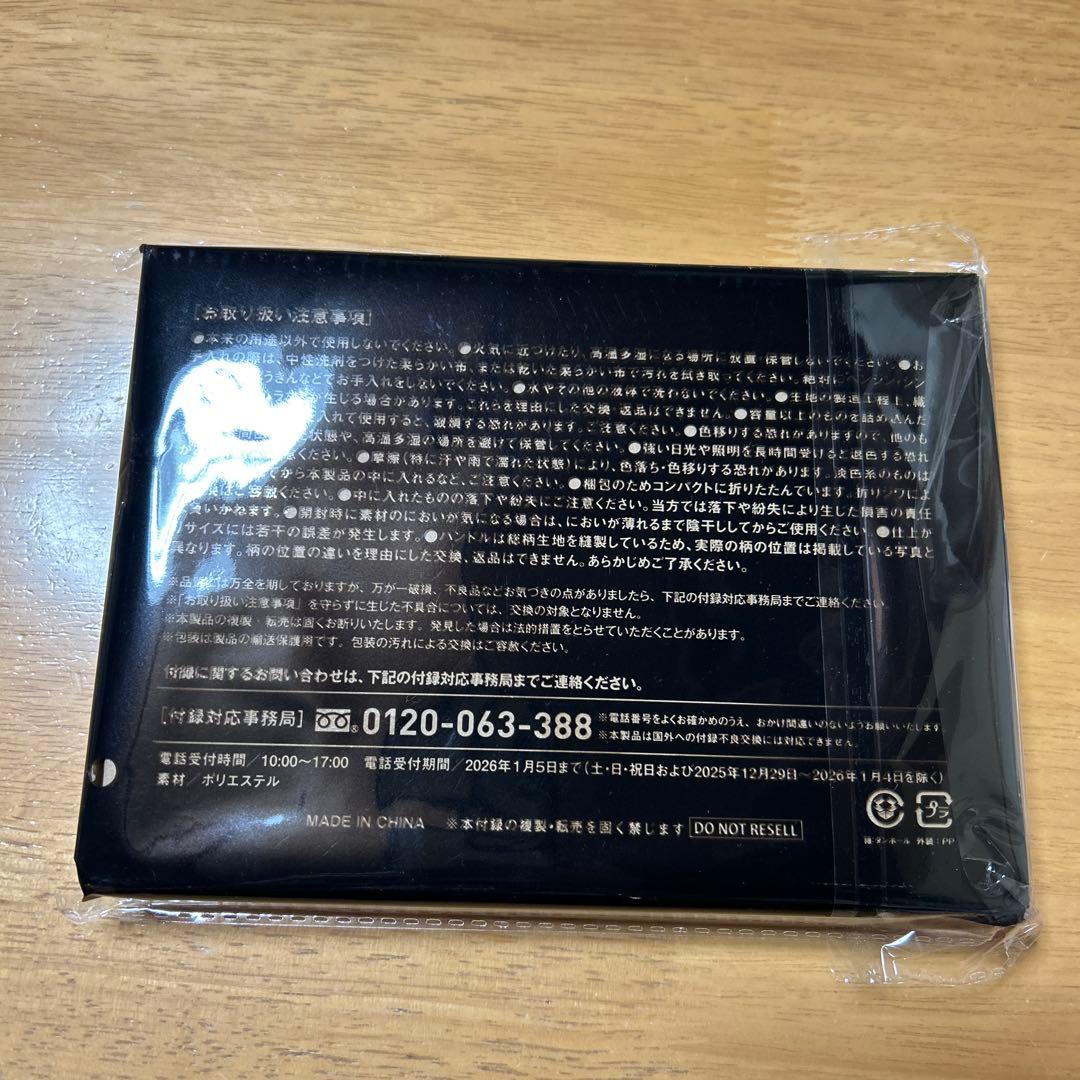 [お取り扱い注意事項]
●本来の用途以外で使用しないでください。●火気に近づけたり、高温多湿になる場所に放置・保管しないでください。●お
手入れの際は、中性洗剤をつけた柔らかい布、または乾いた柔らかい布で汚れを拭き取ってください。絶対に
などでお手入れをしないでください。●水やその他の液体で洗わないでください。●生地の製造工程上、織
が生じる場合があります。これらを理由にした交換・返品はできません。●容量以上のものを詰め込んだ
入れて使用すると、破損する恐れがあります。ご注意ください。●色移りする恐れがありますので、他のも
状態や、高温多湿の場所を避けて保管してください。●強い日光や照明を長時間受けると退色する恐れ
ください。●摩擦（特に汗や雨で濡れた状態）により、色落ち・色移りする恐れがあります。淡色系のものは
から本製品の中に入れるなど、ご注意ください。●梱包のためコンパクトに折りたたんでいます。折りジワによ
はご容赦ください。●中に入れたものの落下や紛失にご注意ください。当方では落下や紛失により生じた損害の責任
いかねます。●開封時に素材のにおいが気になる場合は、においが薄れるまで陰干ししてからご使用ください。●仕上が
りサイズには若干の誤差が発生します。●ハンドルは総柄生地を縫製しているため、実際の柄の位置は掲載している写真と
異なります。柄の位置の違いを理由にした交換、返品はできません。あらかじめご了承ください。
※品質には万全を期しておりますが、万が一破損、不良品などお気づきの点がありましたら、下記の付録対応事務局までご連絡ください。
※「お取り扱い注意事項」を守らずに生じた不具合については、交換の対象となりません。
※本製品の複製・転売は固くお断りいたします。発見した場合は法的措置をとらせていただくことがあります。
※包装は製品の輸送保護用です。包装の汚れによる交換はご容赦ください。
付録に関するお問い合わせは、下記の付録対応事務局までご連絡ください。
[付録対応事務局] 0120-063-388 ※電話番号をよくお確かめのうえ、おかけ間違いのないようお願いいたします
※本製品は国外への付録不良交換には対応できません。
電話受付時間／10:00〜17:00 電話受付期間／2026年1月5日まで（土・日・祝日および2025年12月29日〜2026年1月4日を除く）
素材／ポリエステル
MADE IN CHINA ※本付録の複製・転売を固く禁じます DO NOT RESELL
プラ
箱：ダンボール 外装：PP